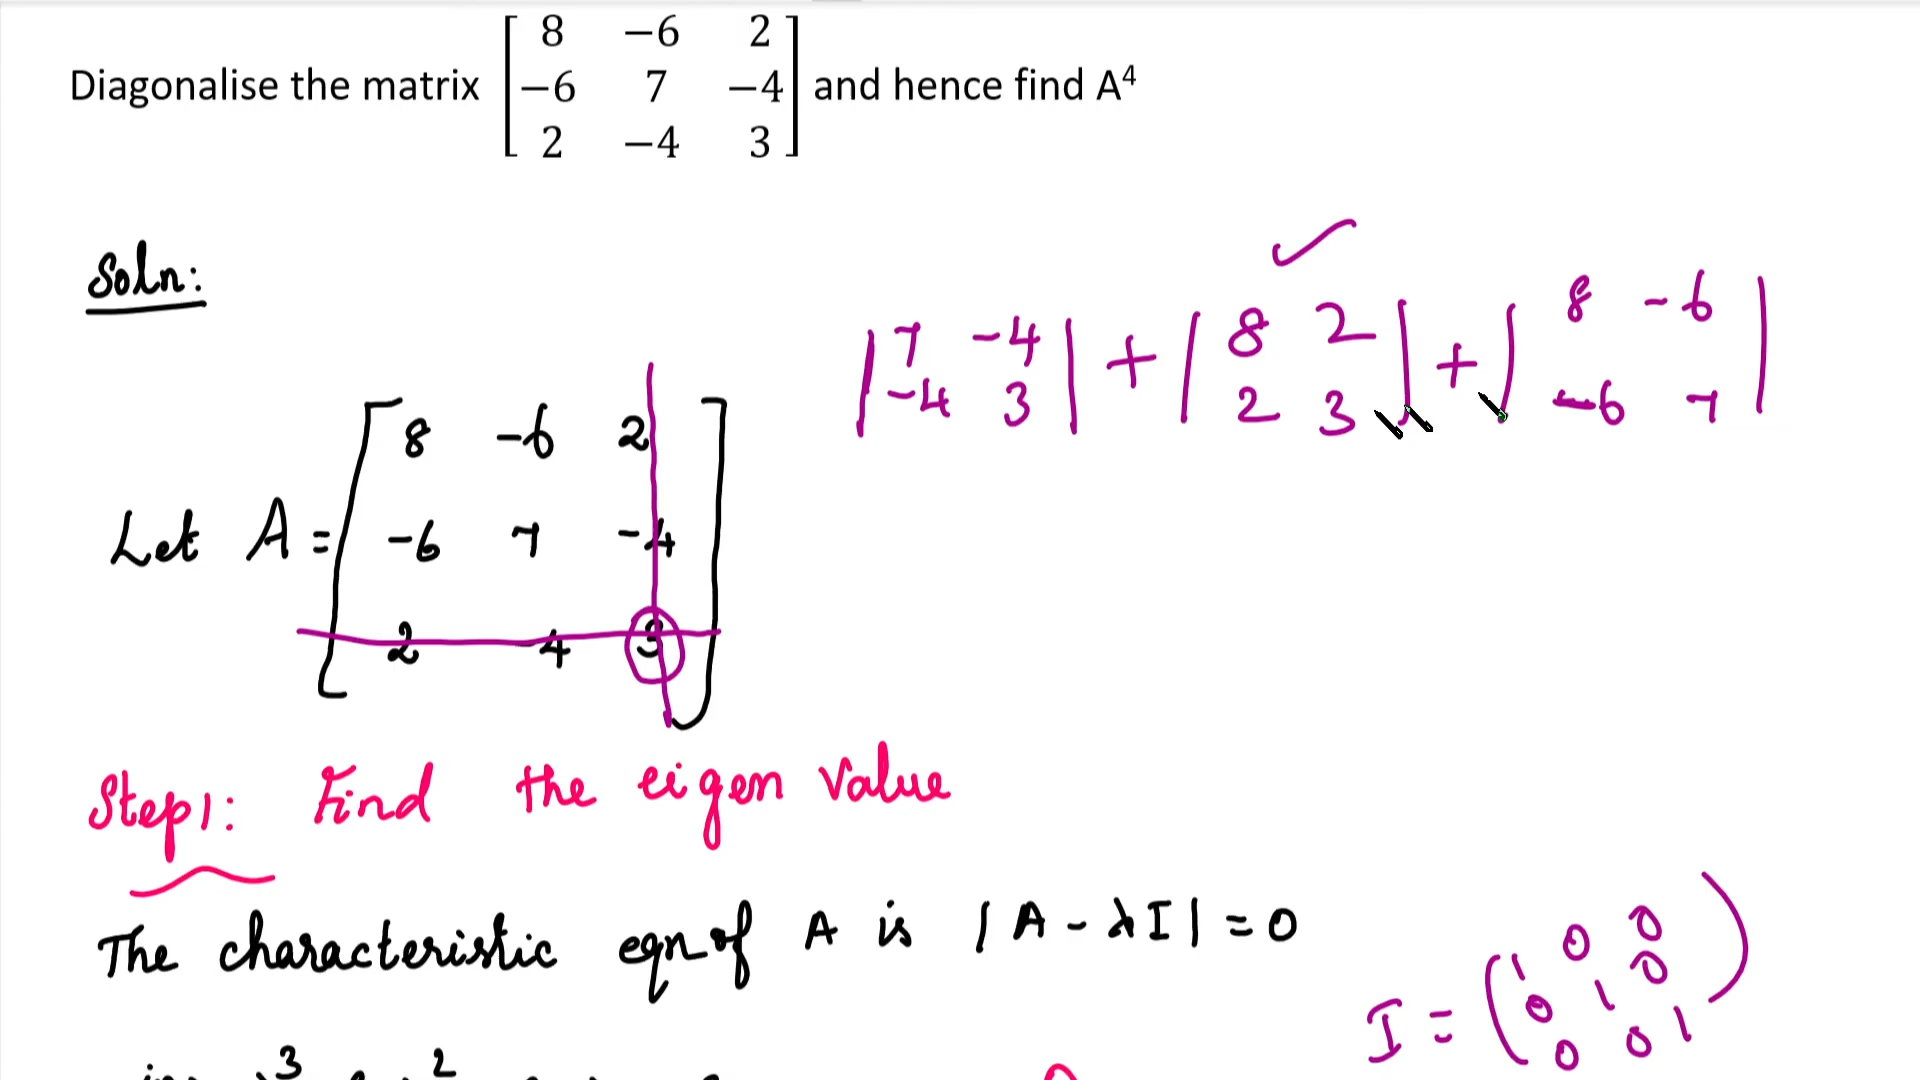 8 −6 2
Diagonalise the matrix −6 7 −4 and hence find A⁴
2 −4 3
Soln:
|7 -4| + |8 2| + |8 -6|
|-4 3| |2 3| |-6 7|
8 -6 2
Let A = -6 7 -4
2 4 3
Step1: Find the eigen value
The characteristic eqn of A is |A - λI| = 0
1 0 0
I = 0 1 0
0 0 1
3 2